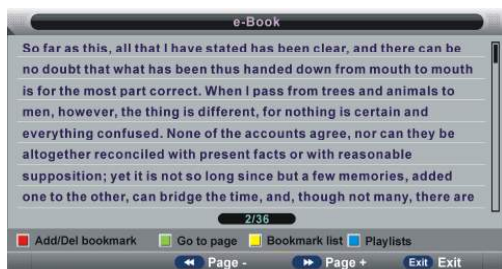 e-Book
So far as this, all that I have stated has been clear, and there can be
no doubt that what has been thus handed down from mouth to mouth
is for the most part correct. When I pass from trees and animals to
men, however, the thing is different, for nothing is certain and
everything confused. None of the accounts agree, nor can they be
altogether reconciled with present facts or with reasonable
supposition; yet it is not so long since but a few memories, added
one to the other, can bridge the time, and, though not many, there are
2/36
Add/Del bookmark Go to page Bookmark list Playlists
Page - Page + Exit Exit